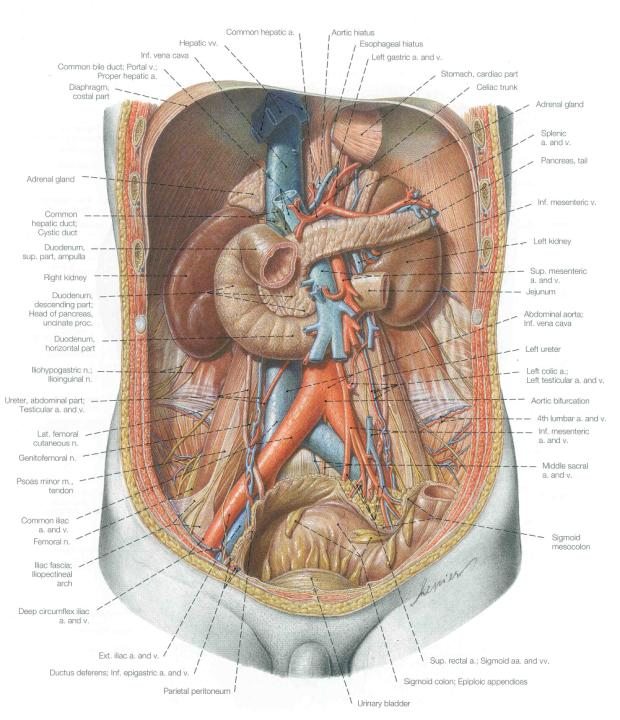 Common hepatic a.
Hepatic vv.
Inf. vena cava
Common bile duct; Portal v.;
Proper hepatic a.
Diaphragm,
costal part
Adrenal gland
Common
hepatic duct;
Cystic duct
Duodenum,
sup. part, ampulla
Right kidney
Duodenum,
descending part;
Head of pancreas,
uncinate proc.
Duodenum,
horizontal part
Iliohypogastric n.;
Ilioinguinal n.
Ureter, abdominal part;
Testicular a. and v.
Lat. femoral
cutaneous n.
Genitofemoral n.
Psoas minor m.,
tendon
Common iliac
a. and v.
Femoral n.
Iliac fascia;
Iliopectineal
arch
Deep circumflex iliac
a. and v.
Ext. iliac a. and v.
Ductus deferens; Inf. epigastric a. and v.
Parietal peritoneum
Aortic hiatus
Esophageal hiatus
Left gastric a. and v.
Stomach, cardiac part
Celiac trunk
Adrenal gland
Splenic
a. and v.
Pancreas, tail
Inf. mesenteric v.
Left kidney
Sup. mesenteric
a. and v.
Jejunum
Abdominal aorta;
Inf. vena cava
Left ureter
Left colic a.;
Left testicular a. and v.
Aortic bifurcation
4th lumbar a. and v.
Inf. mesenteric
a. and v.
Middle sacral
a. and v.
Sigmoid
mesocolon
Sup. rectal a.; Sigmoid aa. and vv.
Sigmoid colon; Epiploic appendices
Urinary bladder